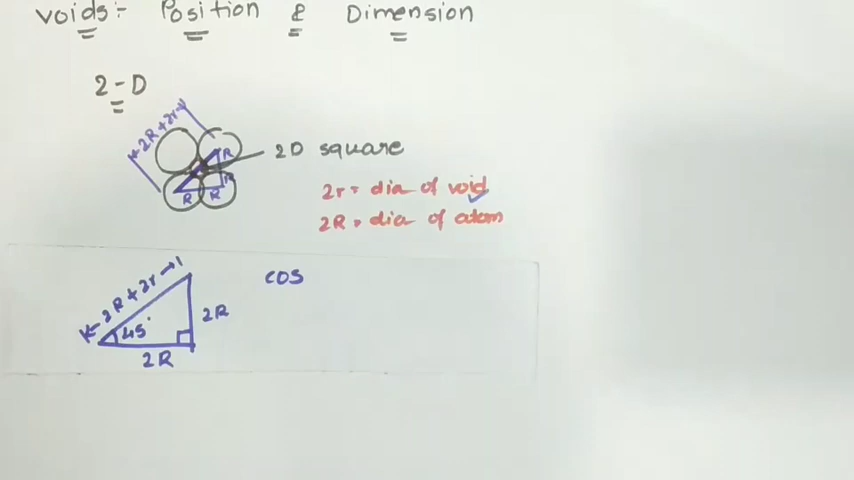 voids:- Position & Dimension
2-D
2R+2r
R
R
R R
2D square
2r = dia of void
2R = dia of atom
2R+2r
45°
2R
2R
cos